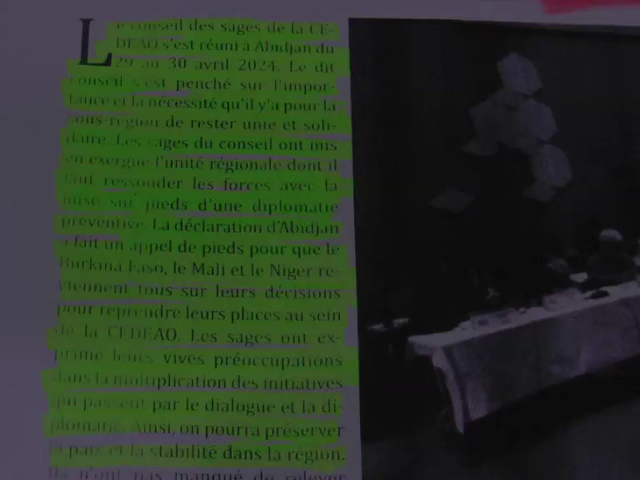 Le conseil des sages de la CE-
DEAO s'est réuni à Abidjan du
29 au 30 avril 2024. Le dit
conseil s'est penché sur l'impor-
tance et la nécessité qu'il y'a pour la
sous-région de rester unie et soli-
daire. Les sages du conseil ont mis
en exergue l'unité régionale dont il
faut ressouder les forces avec la
mise sur pieds d'une diplomatie
préventive. La déclaration d'Abidjan
a fait un appel de pieds pour que le
Burkina Faso, le Mali et le Niger re-
viennent tous sur leurs décisions
pour reprendre leurs places au sein
de la CEDEAO. Les sages ont ex-
primé leurs vives préoccupations
dans la multiplication des initiatives
qui passent par le dialogue et la di-
plomatie. Ainsi, on pourra préserver
la paix et la stabilité dans la région.
Ils n'ont pas manqué de relever